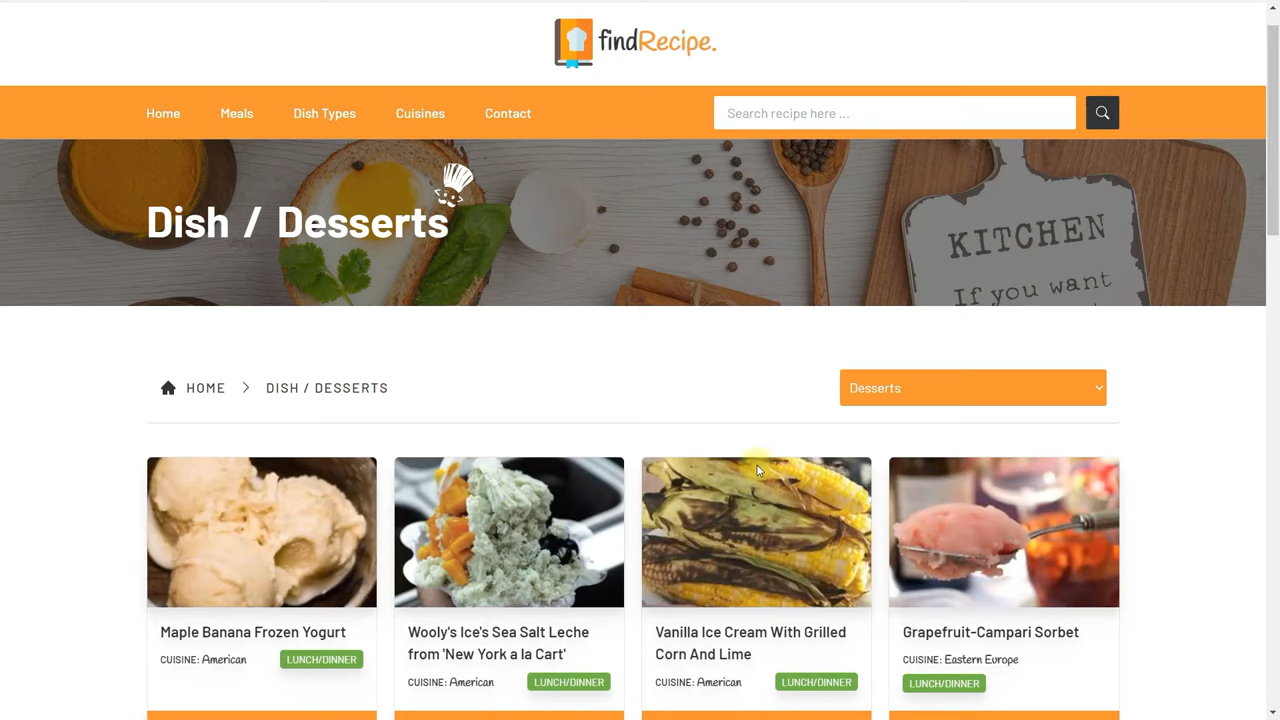 findRecipe.
Home
Meals
Dish Types
Cuisines
Contact
Search recipe here ...
Dish / Desserts
KITCHEN
If you want
HOME
DISH / DESSERTS
Desserts
Maple Banana Frozen Yogurt
CUISINE: American
LUNCH/DINNER
Wooly's Ice's Sea Salt Leche
from 'New York a la Cart'
CUISINE: American
LUNCH/DINNER
Vanilla Ice Cream With Grilled
Corn And Lime
CUISINE: American
LUNCH/DINNER
Grapefruit-Campari Sorbet
CUISINE: Eastern Europe
LUNCH/DINNER